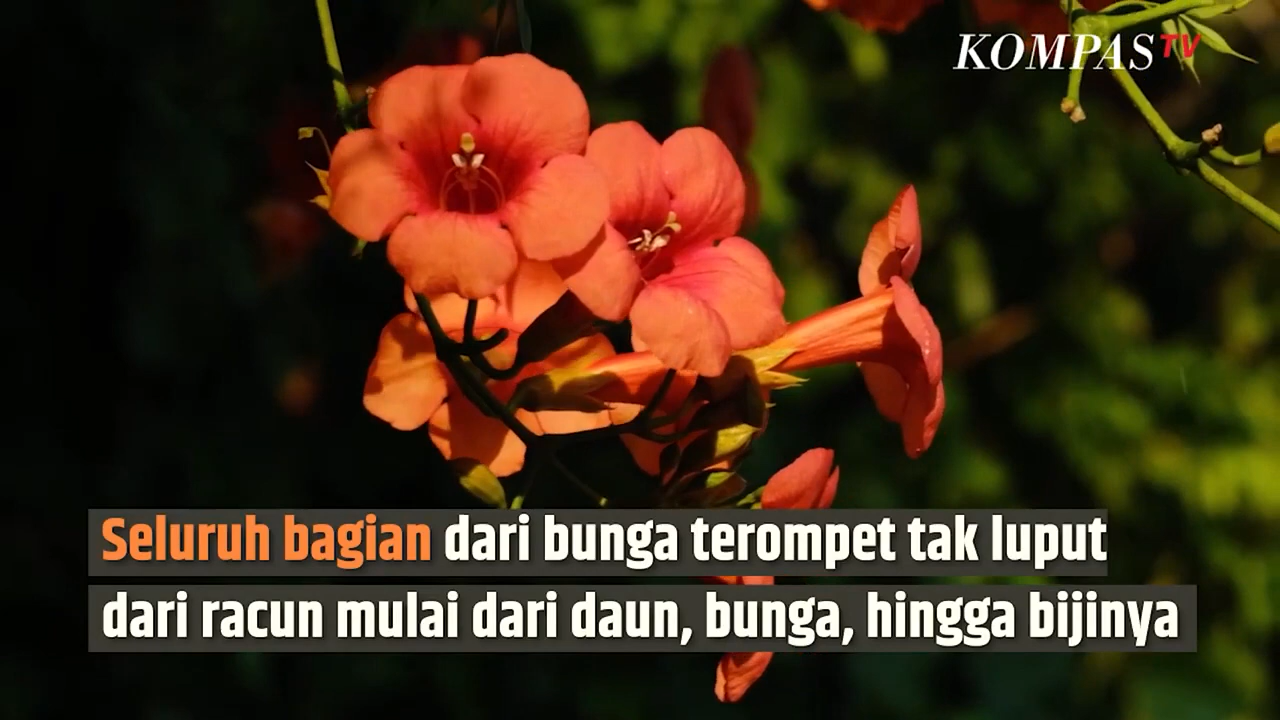 KOMPASTV
Seluruh bagian dari bunga terompet tak luput
dari racun mulai dari daun, bunga, hingga bijinya